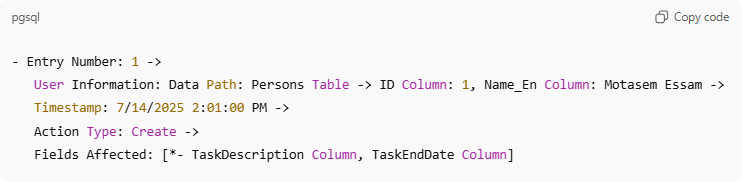 pgsql
Copy code
- Entry Number: 1 ->
User Information: Data Path: Persons Table -> ID Column: 1, Name_En Column: Motasem Essam ->
Timestamp: 7/14/2025 2:01:00 PM ->
Action Type: Create ->
Fields Affected: [*- TaskDescription Column, TaskEndDate Column]